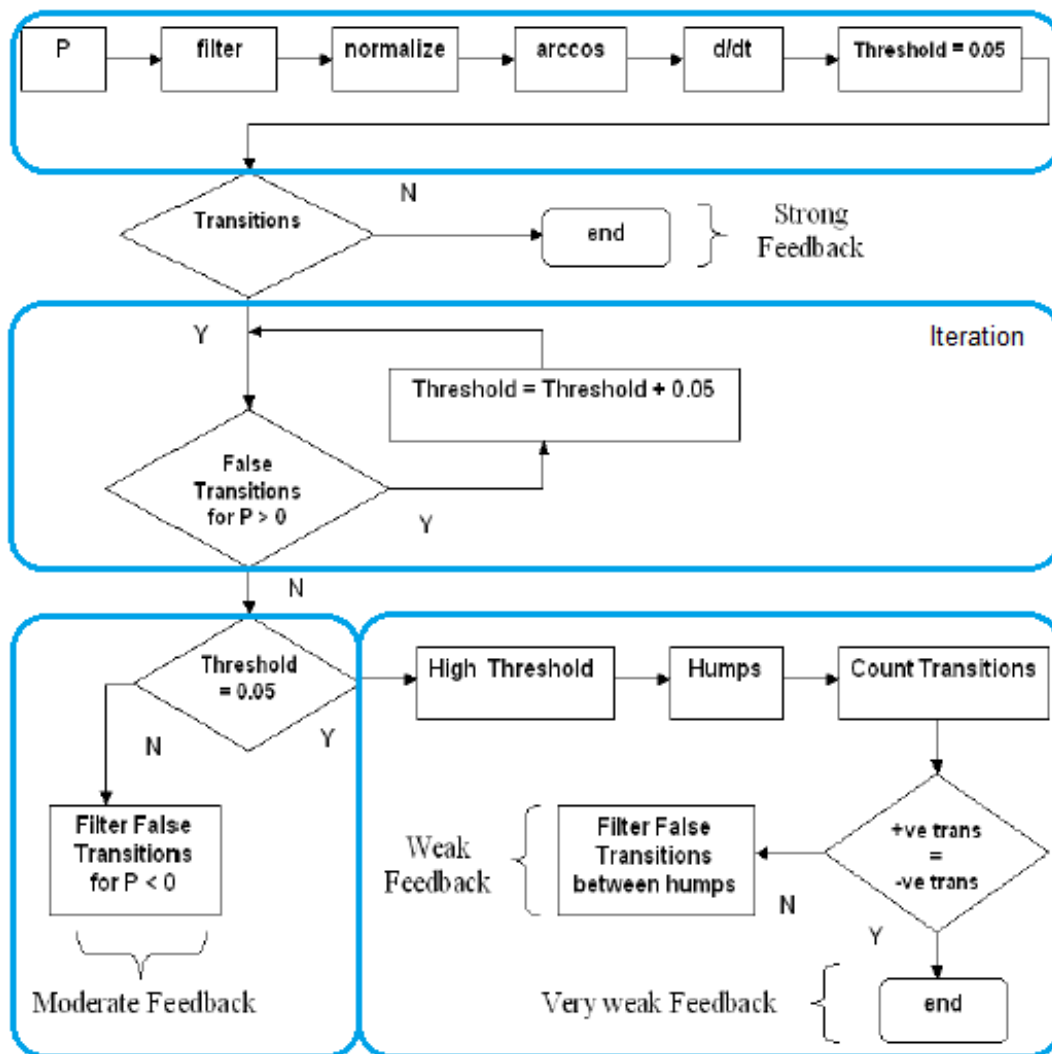 P
filter
normalize
arccos
d/dt
Threshold = 0.05
Transitions
N
end
Strong
Feedback
Y
Iteration
Threshold = Threshold + 0.05
False
Transitions
for P > 0
Y
N
Threshold
= 0.05
N
Y
High Threshold
Humps
Count Transitions
Filter False
Transitions
for P < 0
Moderate Feedback
+ve trans
=
-ve trans
N
Y
Filter False
Transitions
between humps
Weak
Feedback
end
Very weak Feedback